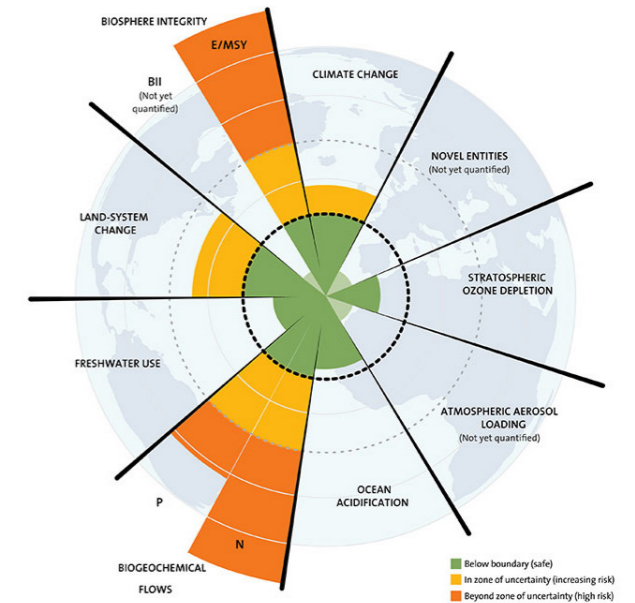 BIOSPHERE INTEGRITY
E/MSY
BII
(Not yet
quantified)
CLIMATE CHANGE
NOVEL ENTITIES
(Not yet quantified)
LAND-SYSTEM
CHANGE
STRATOSPHERIC
OZONE DEPLETION
FRESHWATER USE
ATMOSPHERIC AEROSOL
LOADING
(Not yet quantified)
P
OCEAN
ACIDIFICATION
N
BIOGEOCHEMICAL
FLOWS
Below boundary (safe)
In zone of uncertainty (increasing risk)
Beyond zone of uncertainty (high risk)